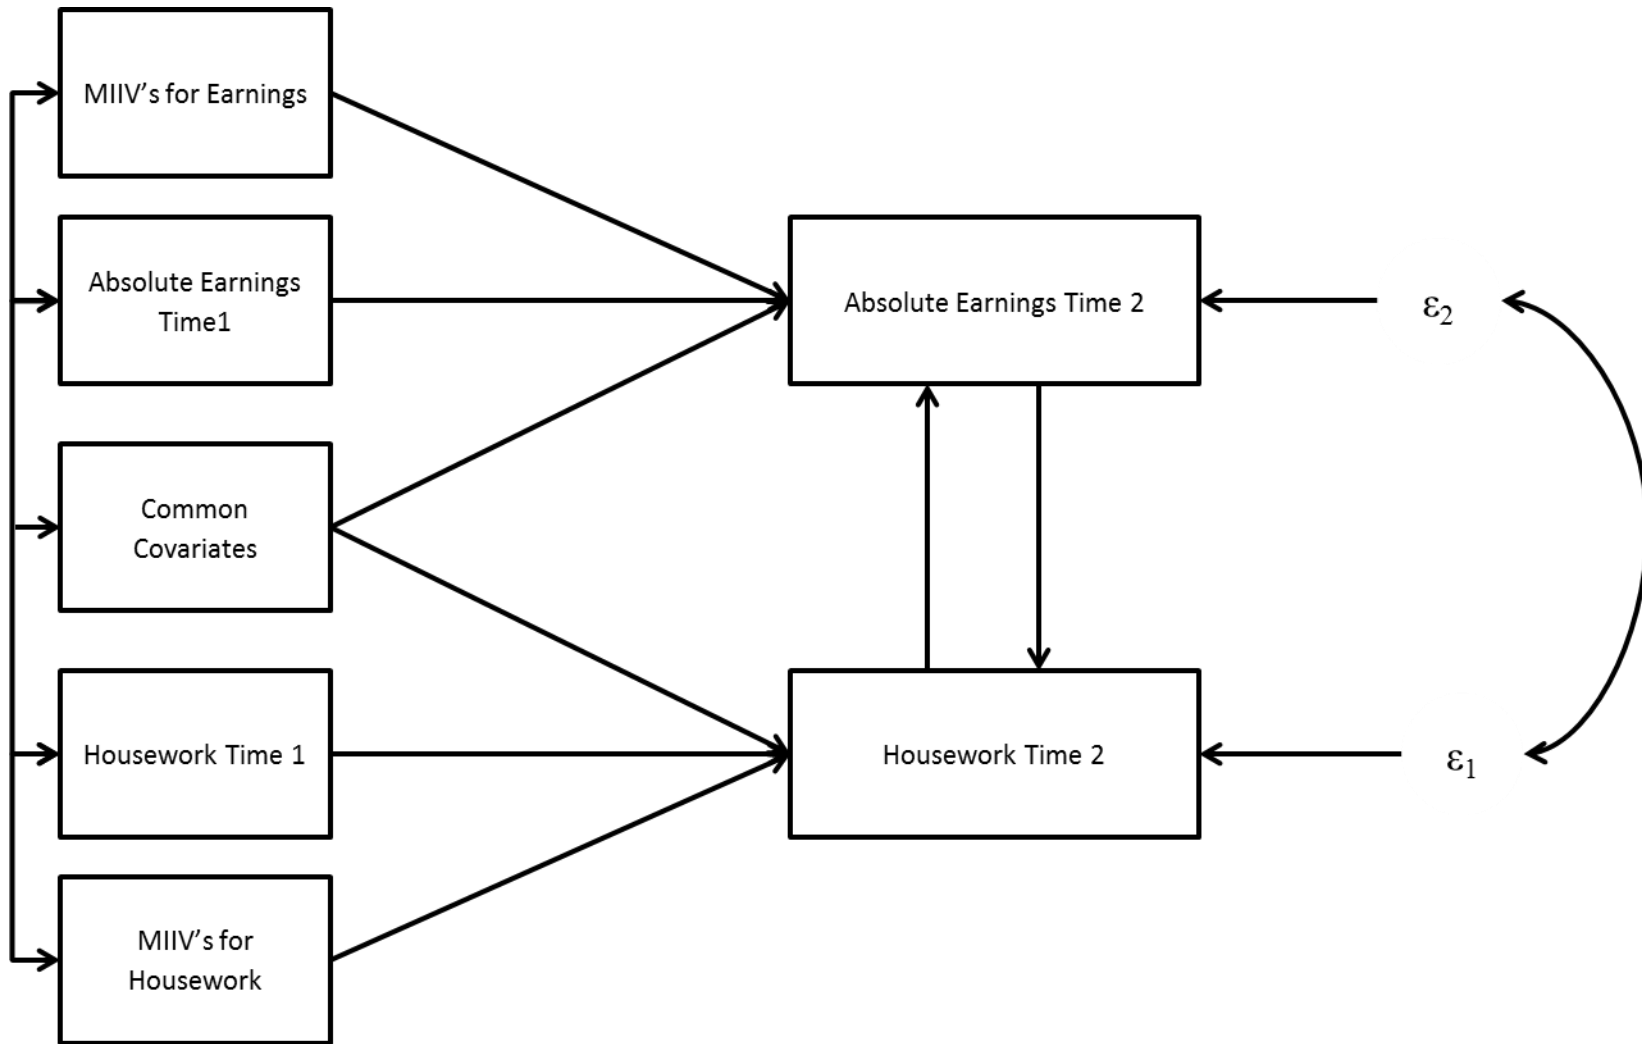 MIIV’s for Earnings
Absolute Earnings
Time1
Absolute Earnings Time 2
ε2
Common
Covariates
Housework Time 1
Housework Time 2
ε1
MIIV’s for
Housework